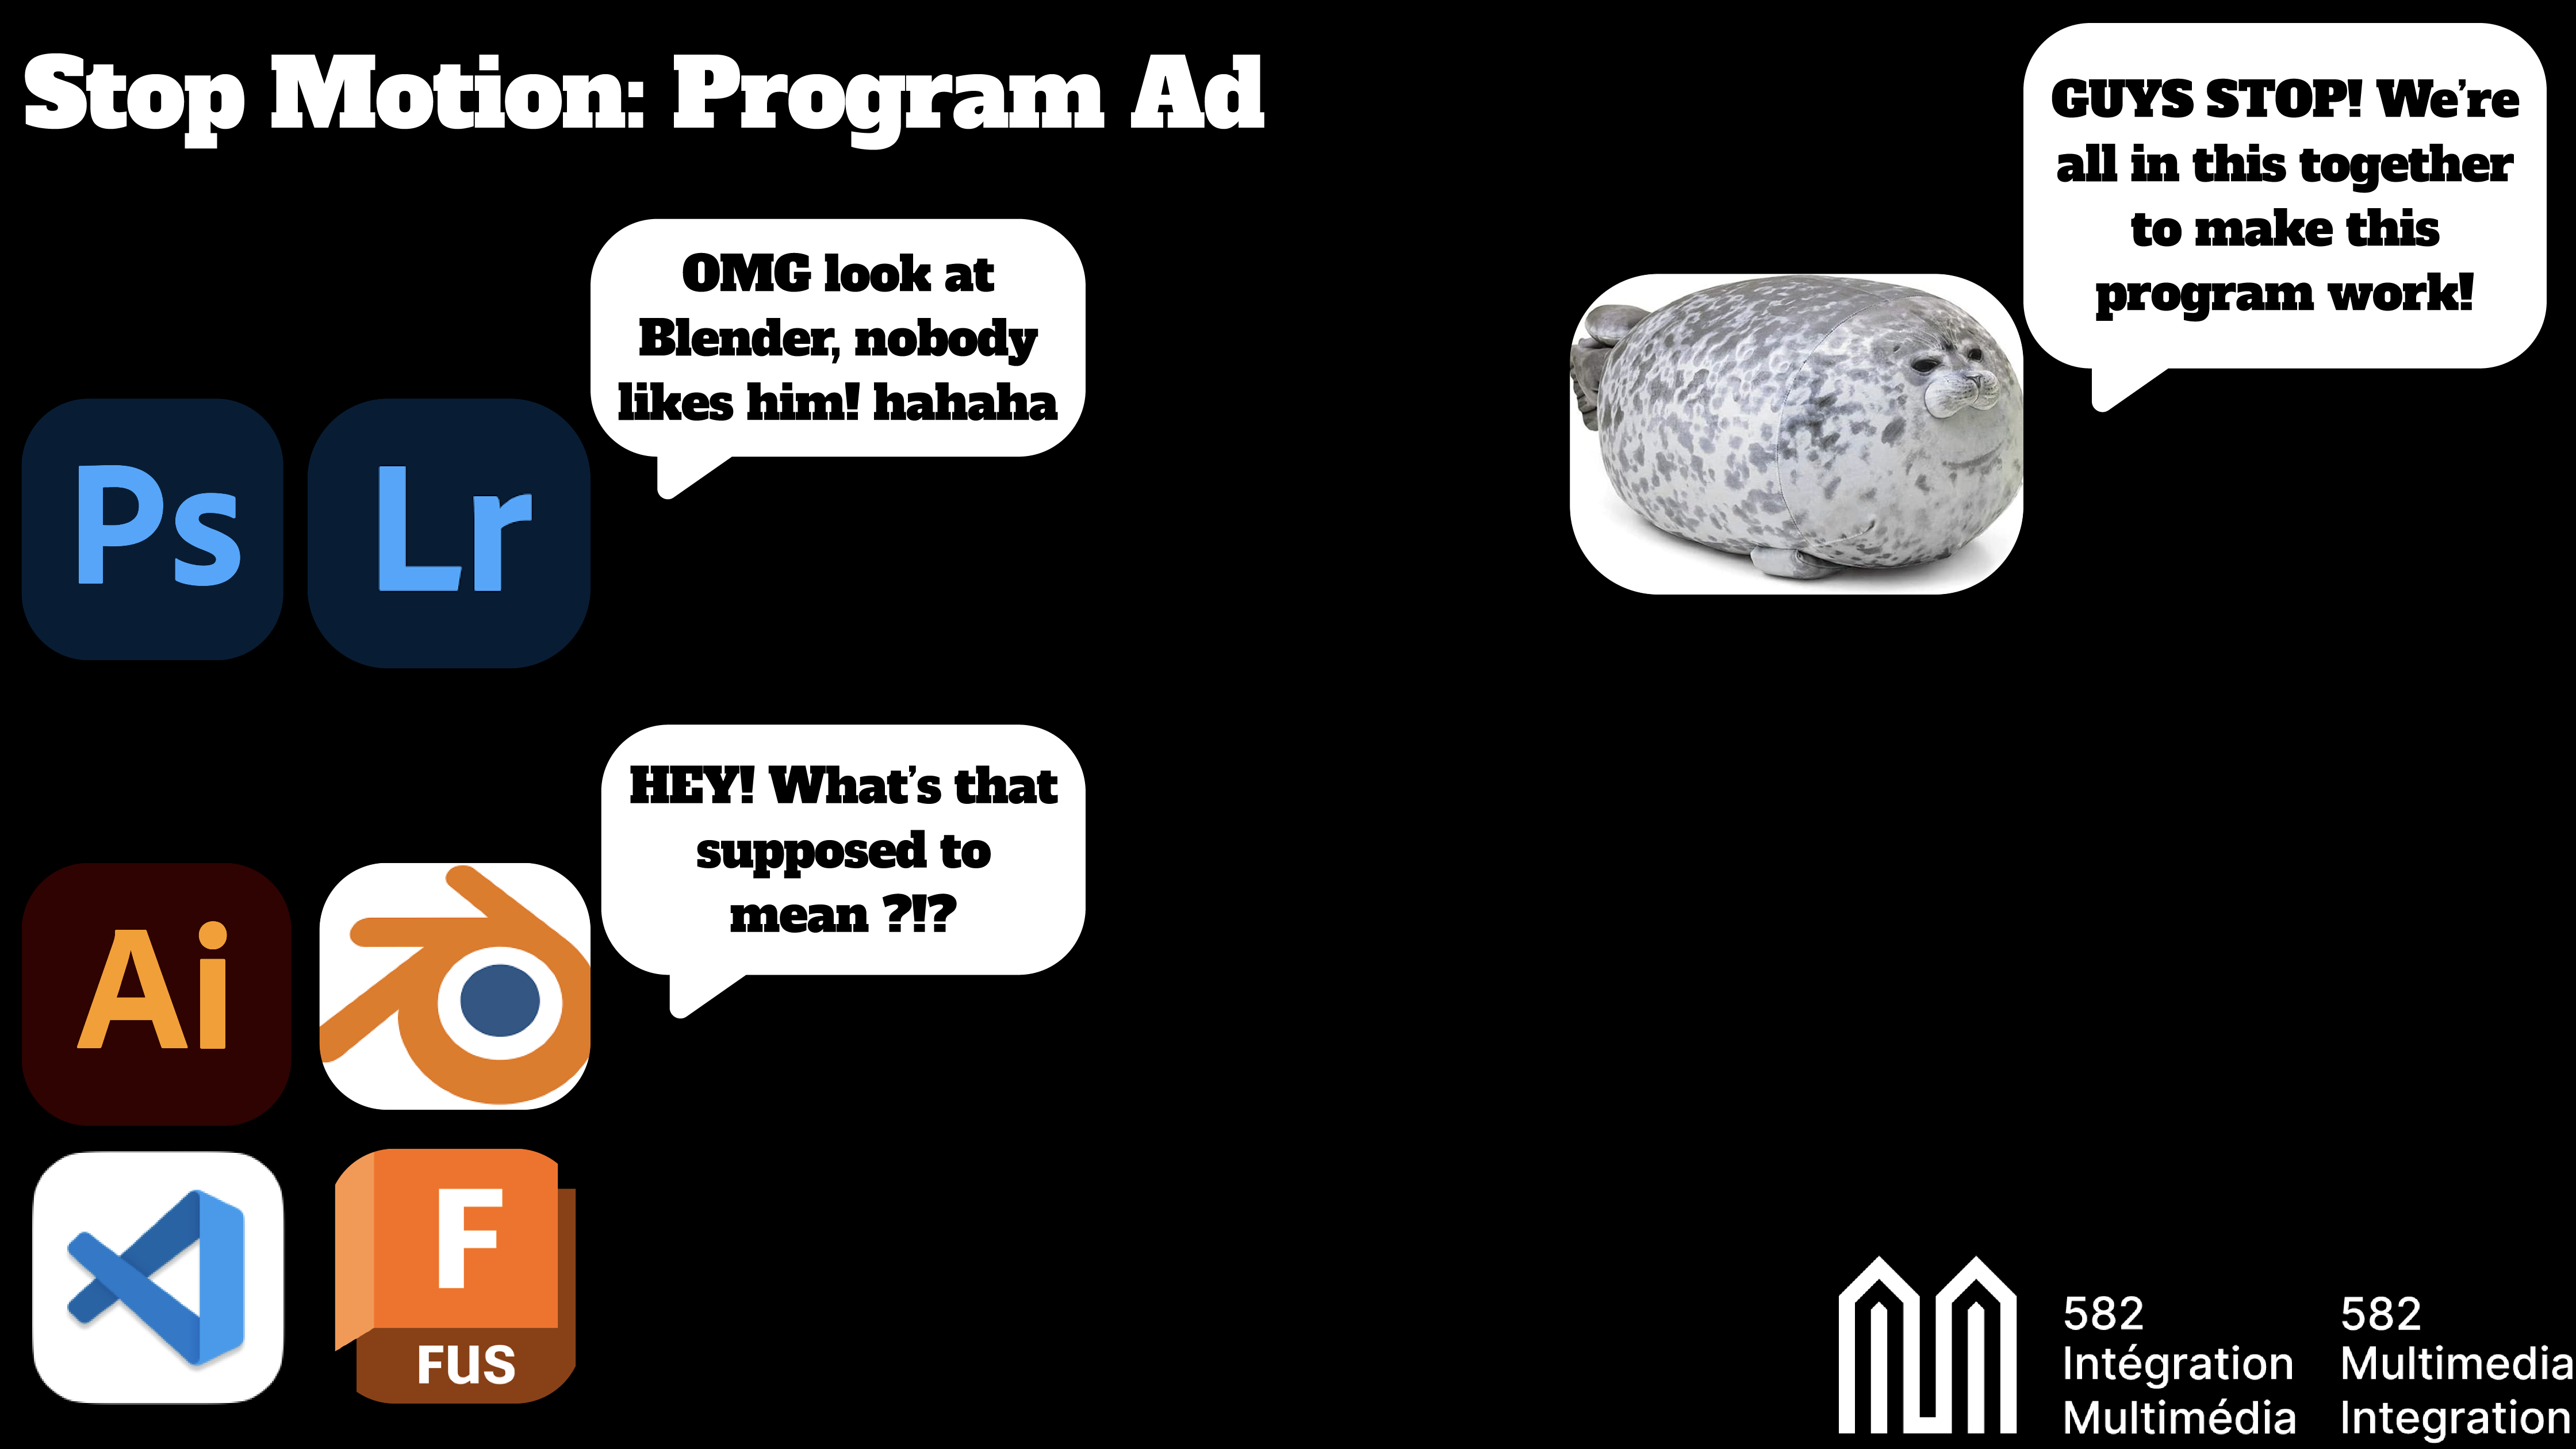 Stop Motion: Program Ad
GUYS STOP! We’re
all in this together
to make this
program work!
OMG look at
Blender, nobody
likes him! hahaha
Ps
Lr
HEY! What’s that
supposed to
mean ?!?
Ai
F
FUS
582
Intégration
Multimédia
582
Multimedia
Integration